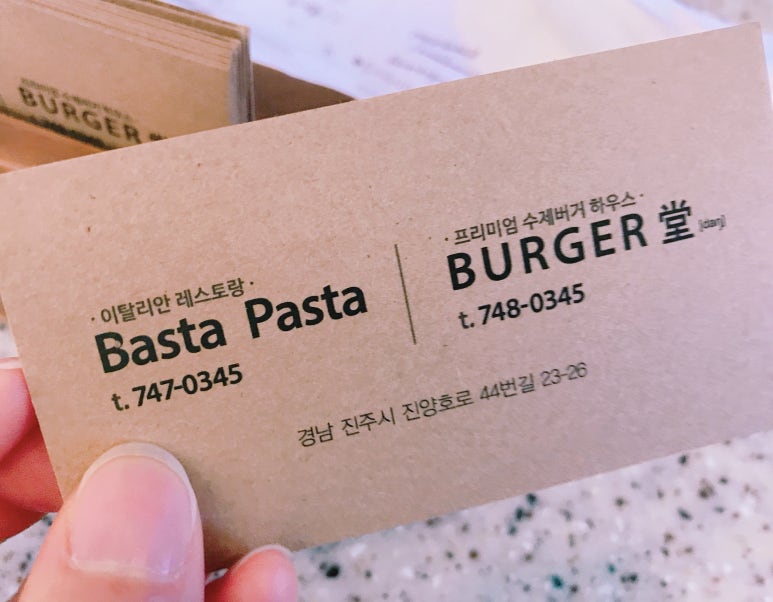 · 이탈리안 레스토랑 ·
Basta Pasta
t. 747-0345
· 프리미엄 수제버거 하우스 ·
BURGER 堂 [daŋ]
t. 748-0345
경남 진주시 진양호로 44번길 23-26
BURGER